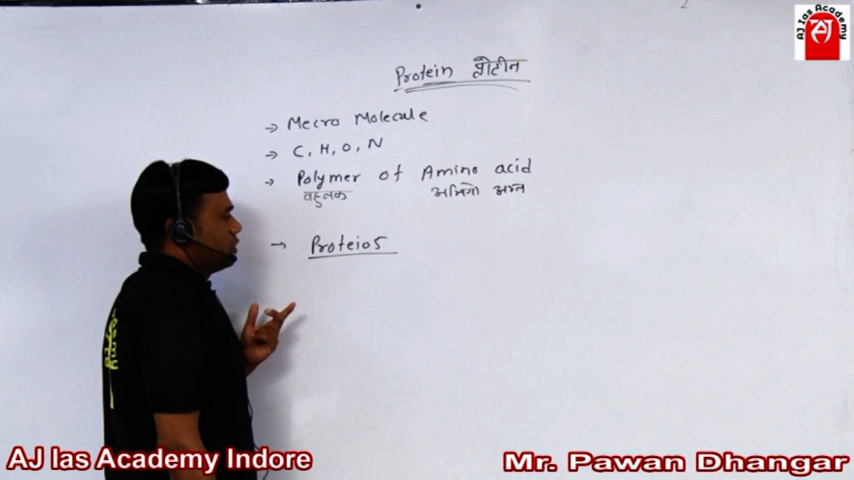 Protein प्रोटीन
→ Mecro Molecule
→ C, H, O, N
→ Polymer of Amino acid
बहुलक अमिनो अम्ल
→ Proteios
AJ Ias Academy
AJ
AJ Ias Academy Indore
Mr. Pawan Dhangar